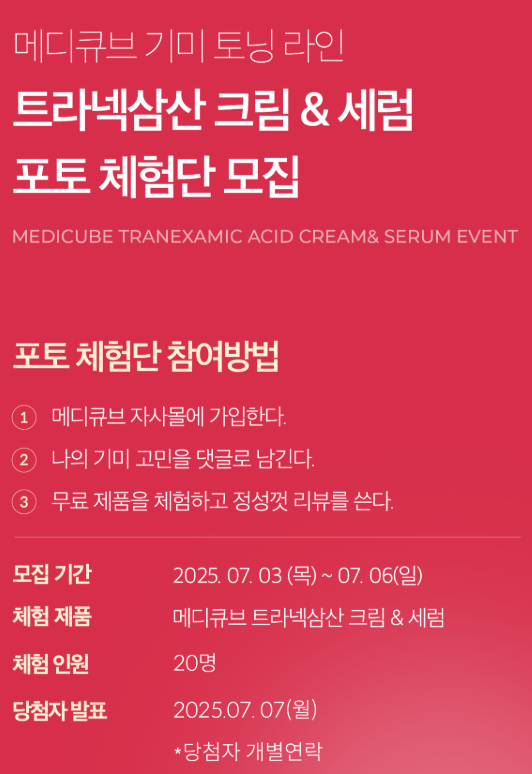 메디큐브 기미 토닝 라인
트라넥삼산 크림 & 세럼
포토 체험단 모집
MEDICUBE TRANEXAMIC ACID CREAM& SERUM EVENT
포토 체험단 참여방법
1 메디큐브 자사몰에 가입한다.
2 나의 기미 고민을 댓글로 남긴다.
3 무료 제품을 체험하고 정성껏 리뷰를 쓴다.
모집 기간 2025. 07. 03 (목) ~ 07. 06(일)
체험 제품 메디큐브 트라넥삼산 크림 & 세럼
체험 인원 20명
당첨자 발표 2025.07. 07(월)
*당첨자 개별연락